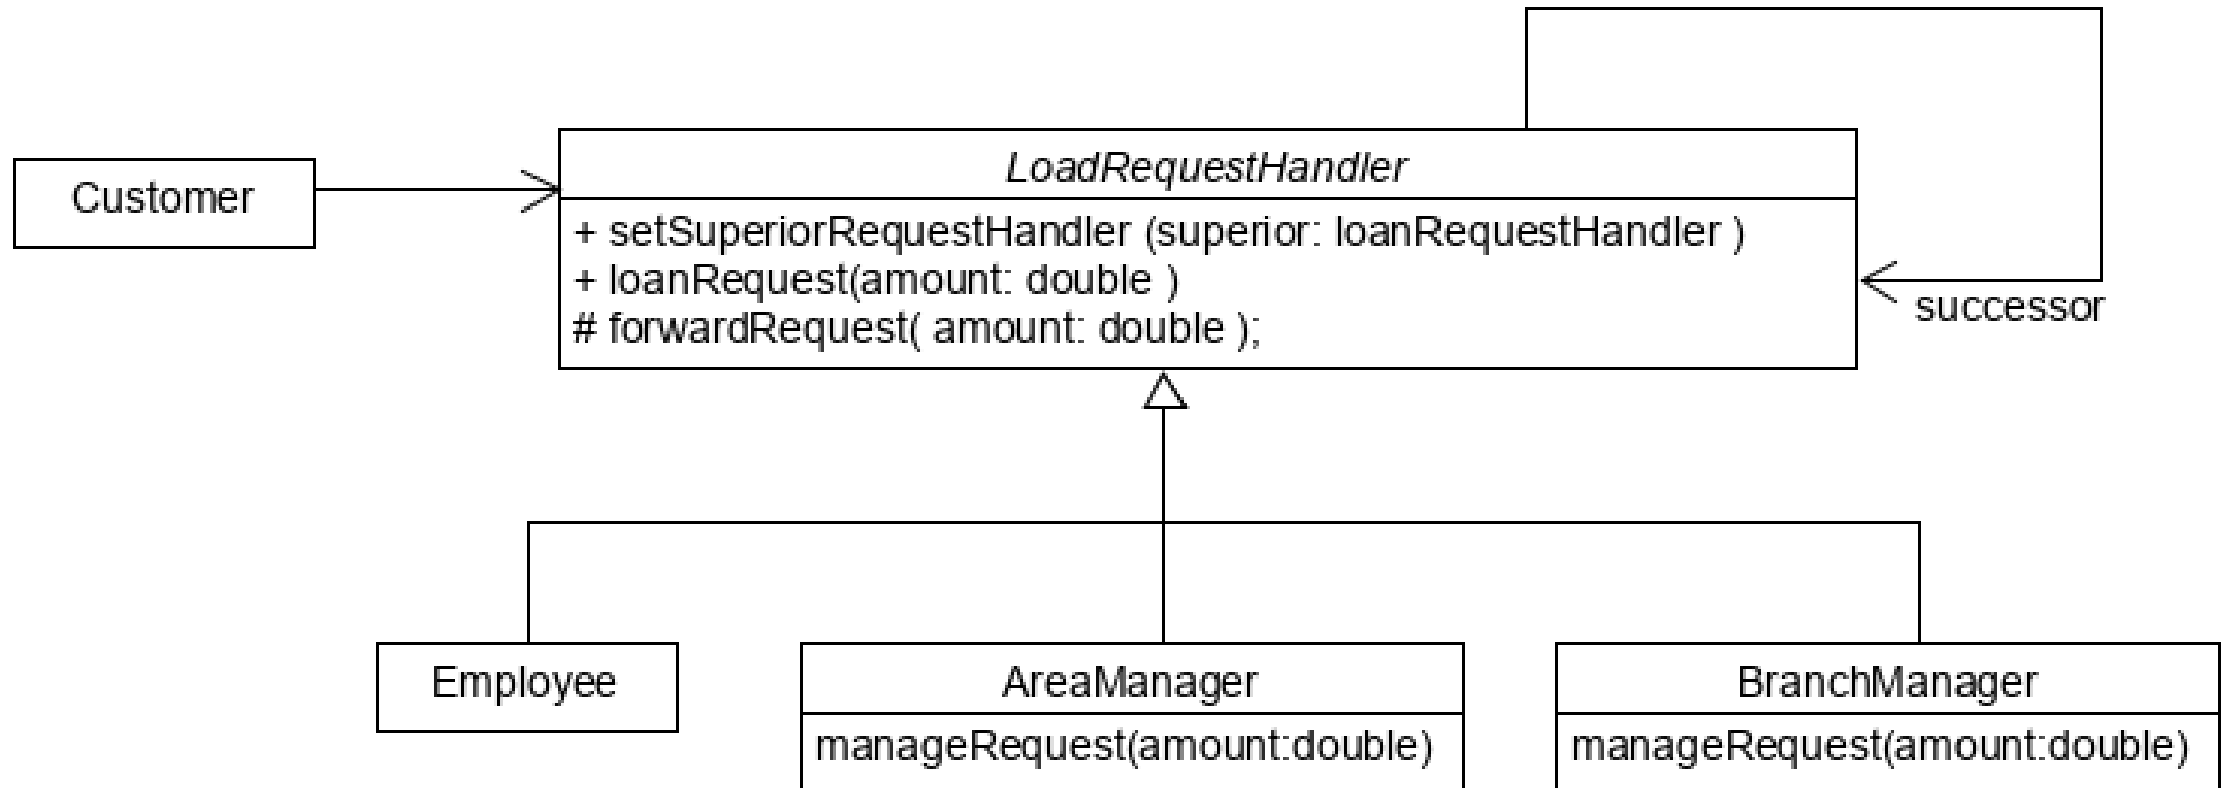 LoadRequestHandler
Customer
+ setSuperiorRequestHandler (superior: loanRequestHandler )
+ loanRequest(amount: double )
# forwardRequest( amount: double );
successor
Employee
AreaManager
BranchManager
manageRequest(amount:double)
manageRequest(amount:double)